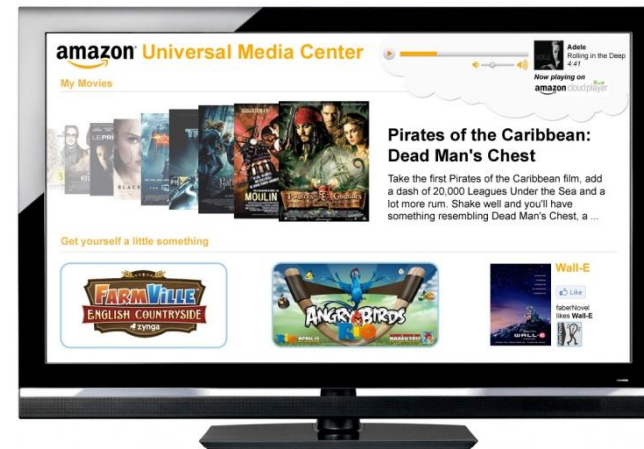 amazon Universal Media Center
Adele
Rolling in the Deep
4:41
Now playing on
amazon cloud player
My Movies
BLACK
MOULIN
Pirates of the Caribbean:
Dead Man's Chest
Take the first Pirates of the Caribbean film, add
a dash of 20,000 Leagues Under the Sea and a
lot more rum. Shake well and you'll have
something resembling Dead Man's Chest, a ...
Get yourself a little something
FARMVILLE
ENGLISH COUNTRYSIDE
zynga
ANGRY BIRDS
RIO
Wall-E
Like
faberNovel
likes Wall-E
WALL-E